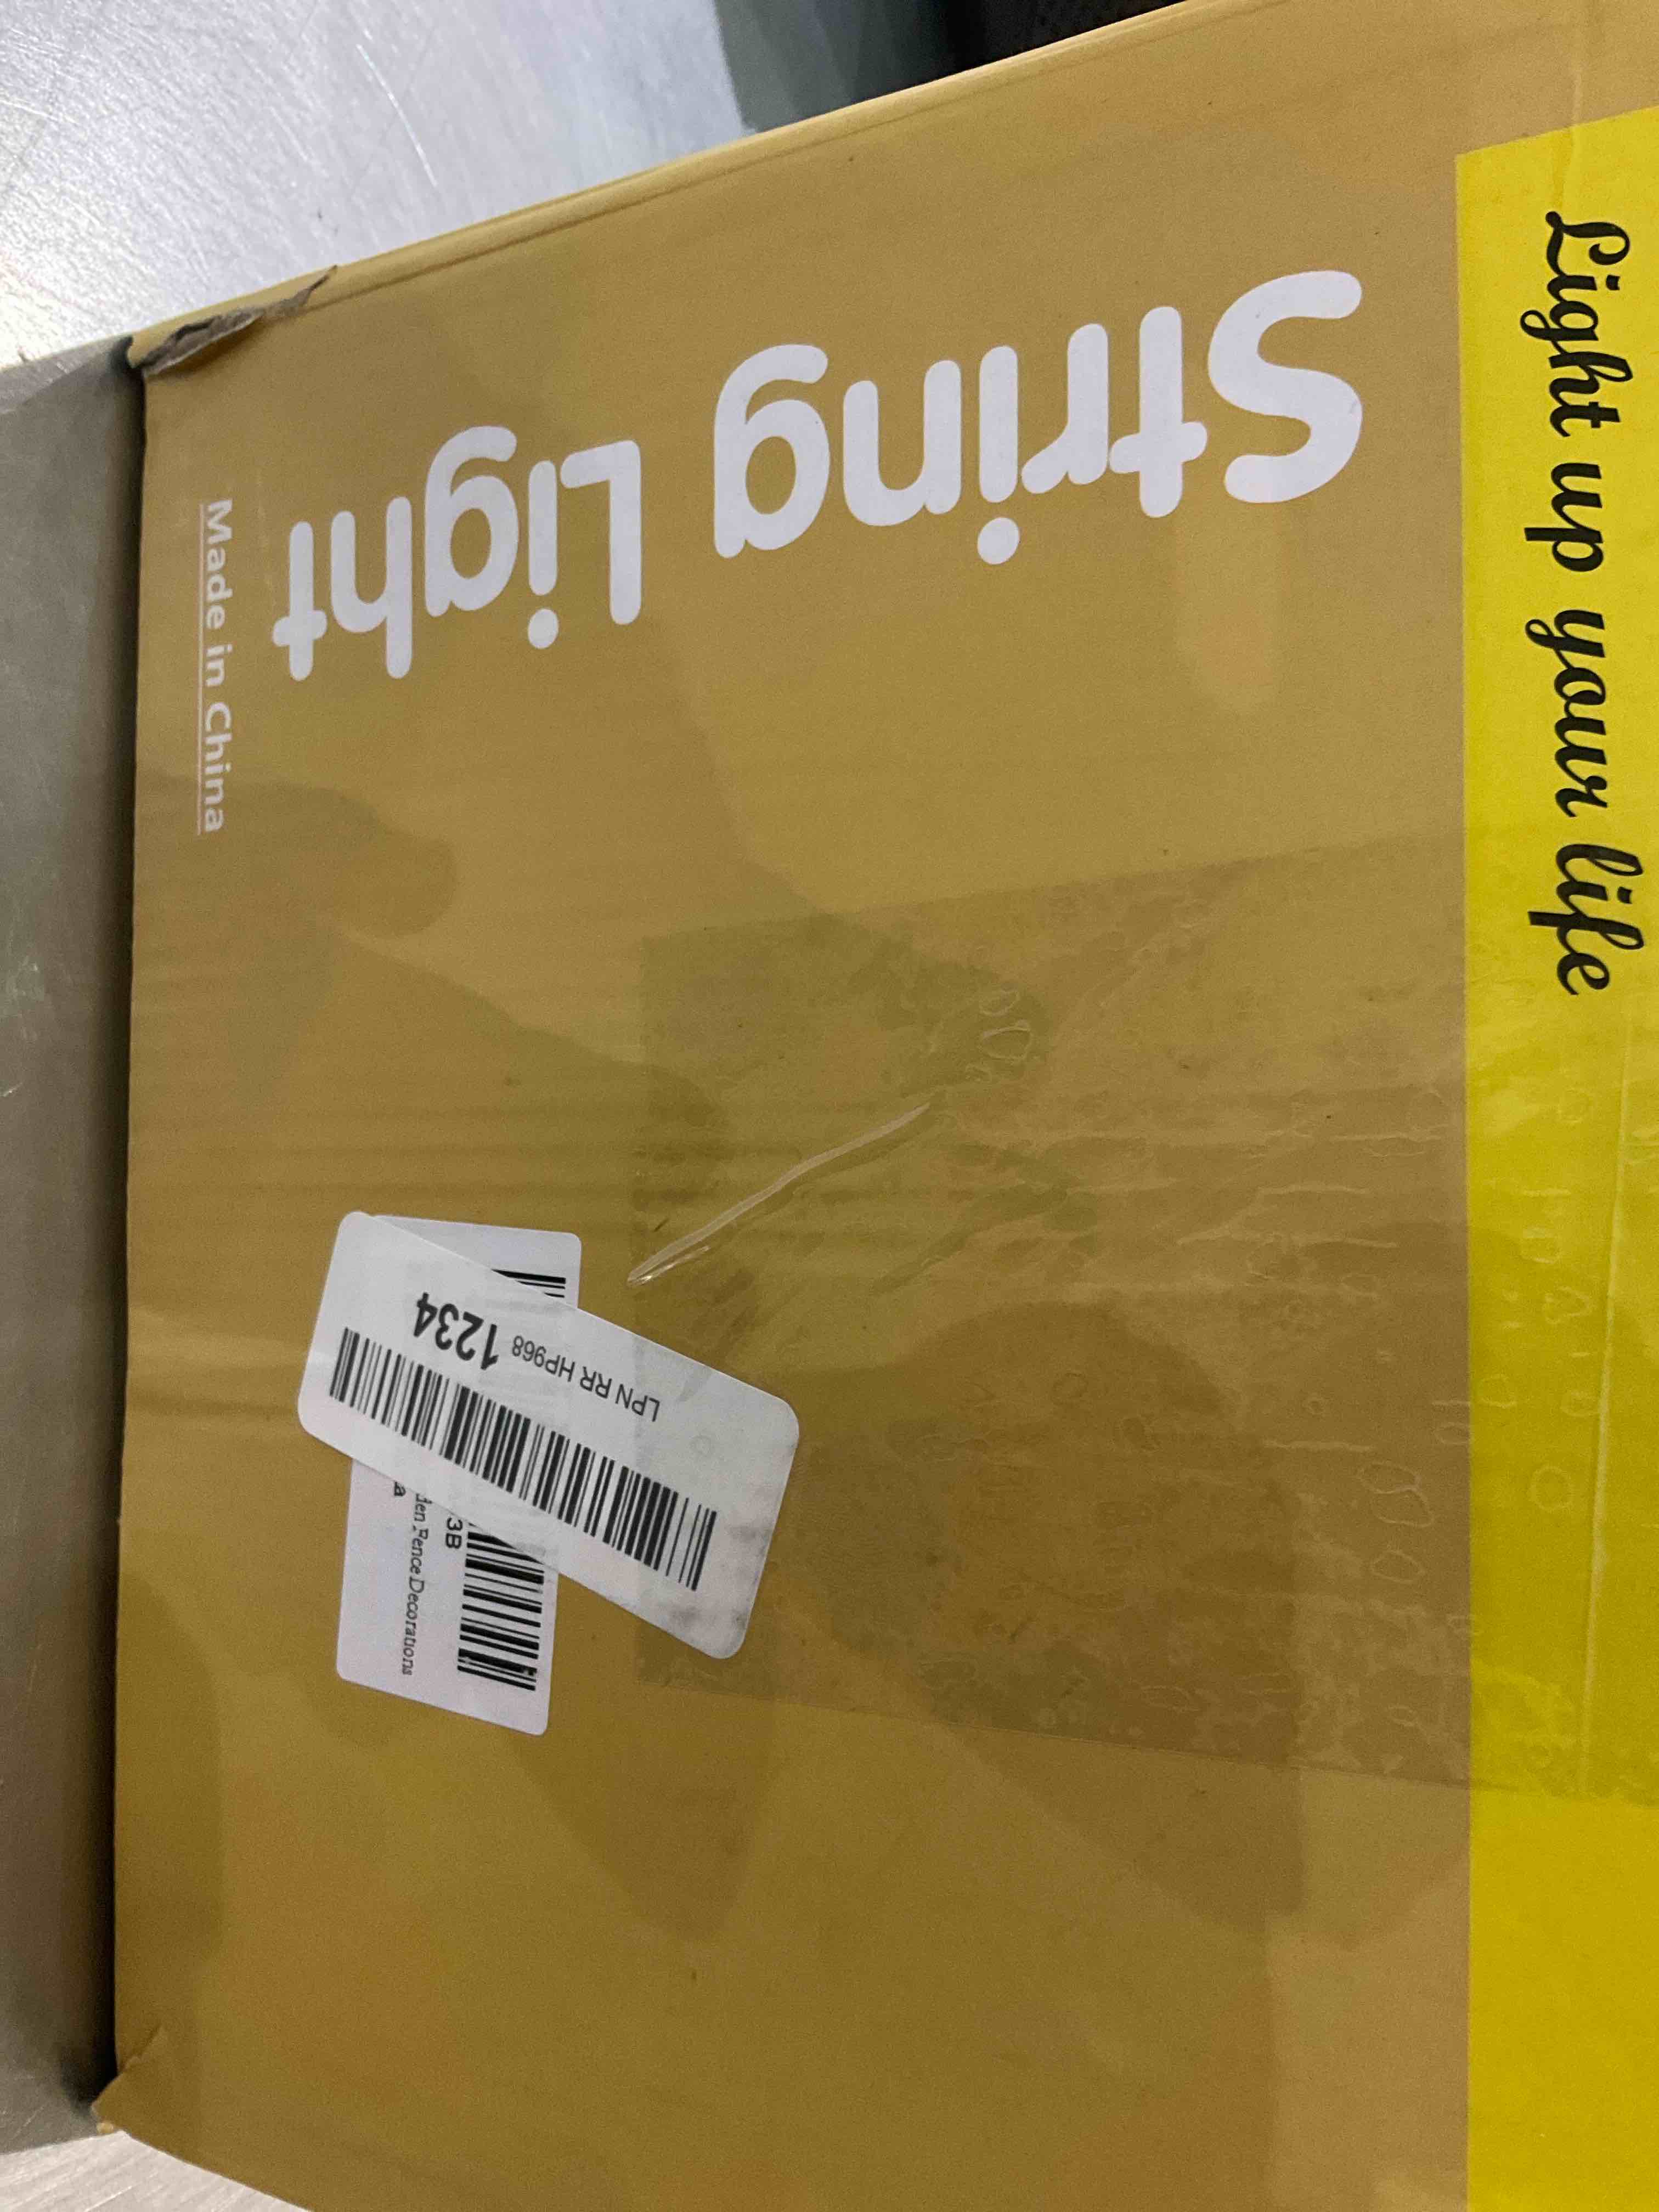 Light up your life
String Light
Made in China
LPN RR HP968 1234
3B
den Fence Decorations
a